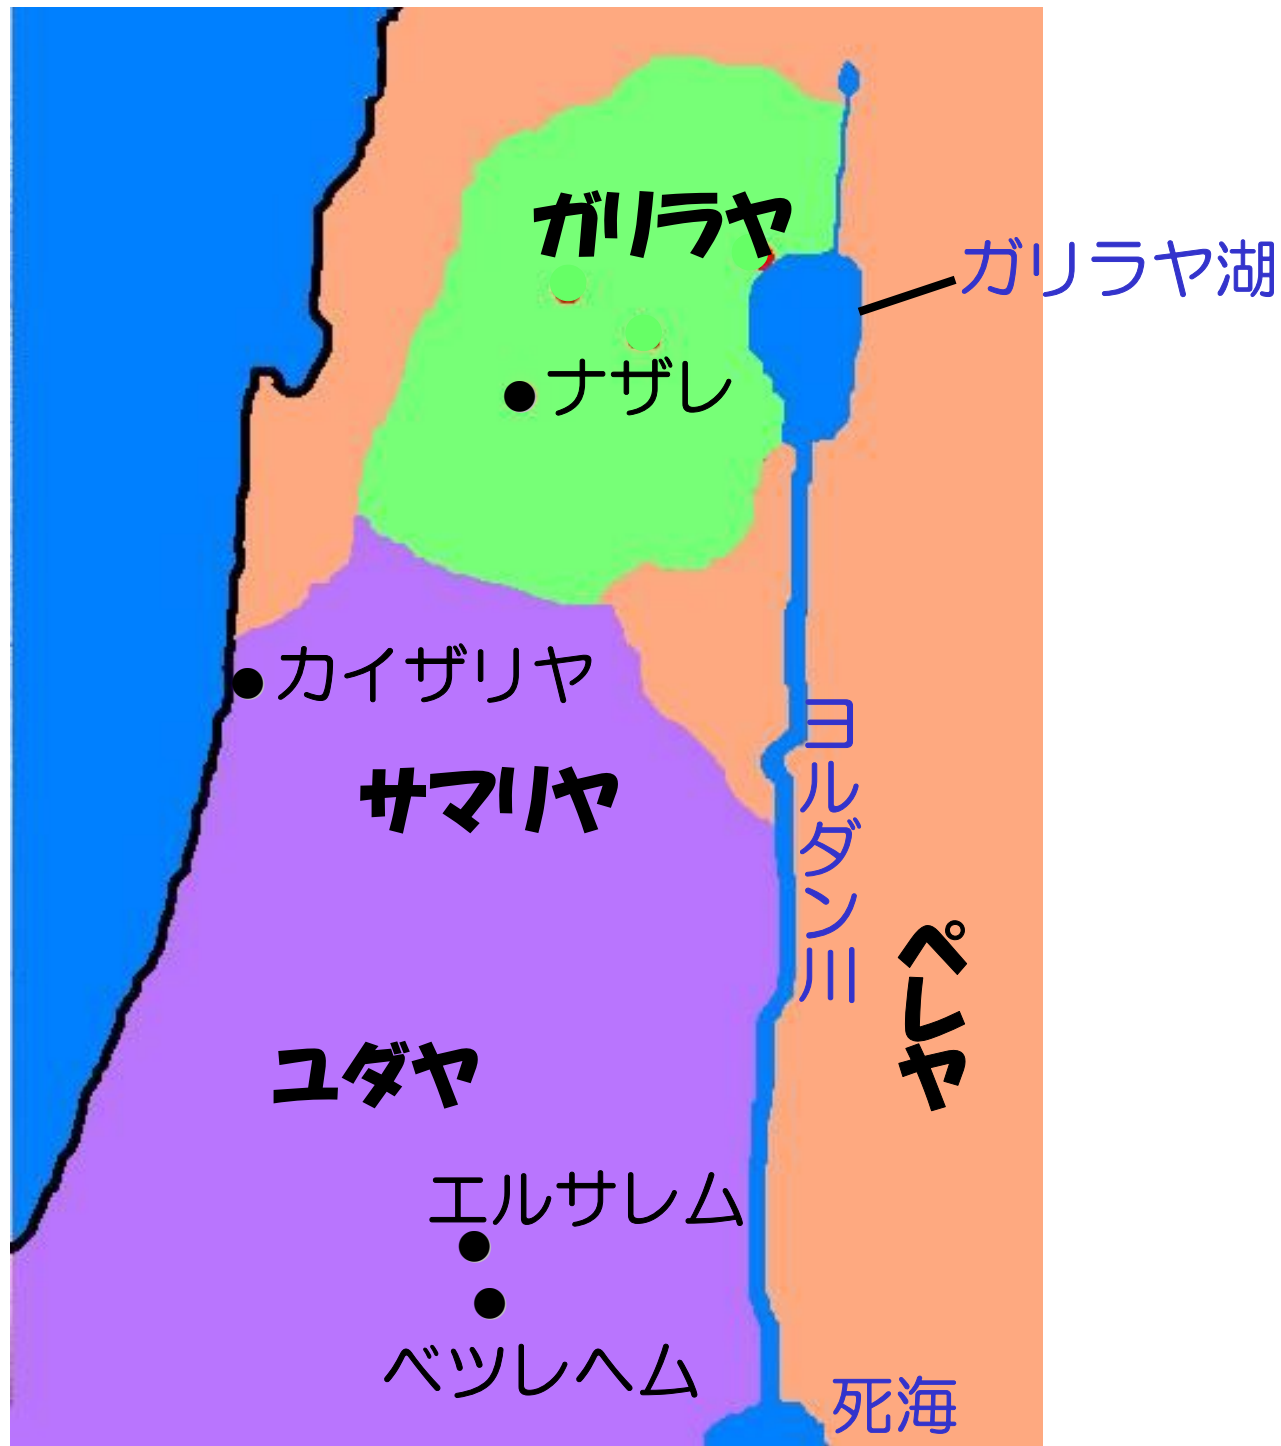 ガリラヤ
ガリラヤ湖
ナザレ
カイザリヤ
サマリヤ
ヨルダン川
ペレヤ
ユダヤ
エルサレム
ベツレヘム
死海